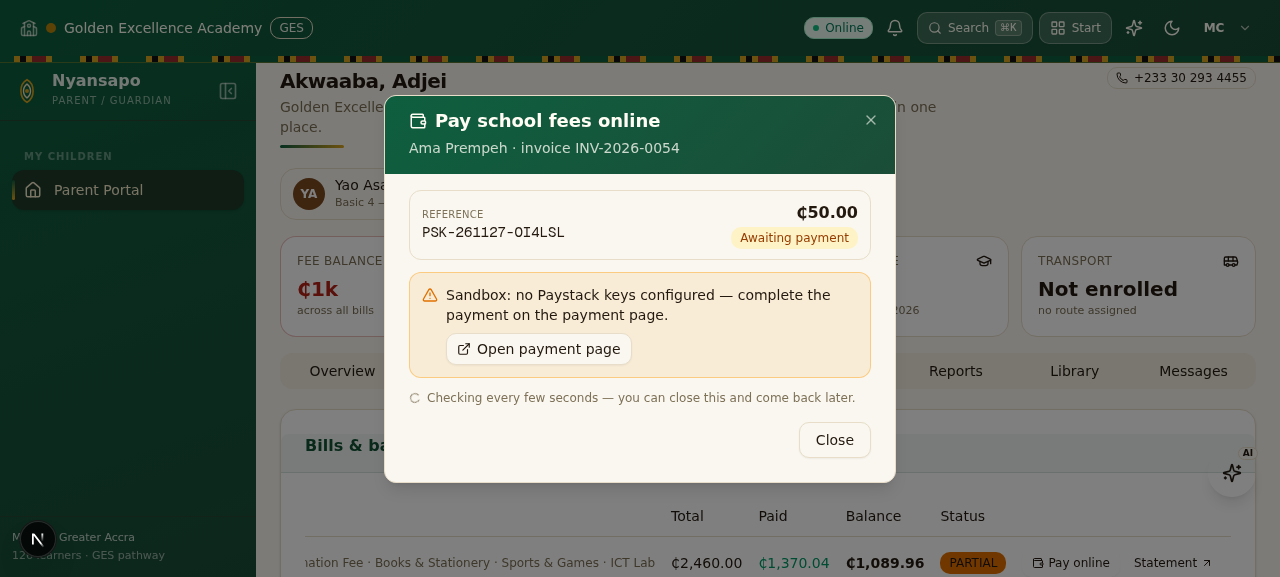 Golden Excellence Academy GES
Online
Search ⌘K
Start
MC
Nyansapo
PARENT / GUARDIAN
MY CHILDREN
Parent Portal
Greater Accra
learners · GES pathway
Akwaaba, Adjei
+233 30 293 4455
Golden
place.
YA Yao
Basic 4
FEE BALANCE
₵1k
across all bills
2026
TRANSPORT
Not enrolled
no route assigned
Overview
Reports
Library
Messages
Bills &
AI
Total Paid Balance Status
Fee · Books & Stationery · Sports & Games · ICT Lab ₵2,460.00 ₵1,370.04 ₵1,089.96 PARTIAL Pay online Statement
Pay school fees online
Ama Prempeh · invoice INV-2026-0054
REFERENCE
PSK-261127-OI4LSL
₵50.00
Awaiting payment
Sandbox: no Paystack keys configured — complete the
payment on the payment page.
Open payment page
Checking every few seconds — you can close this and come back later.
Close